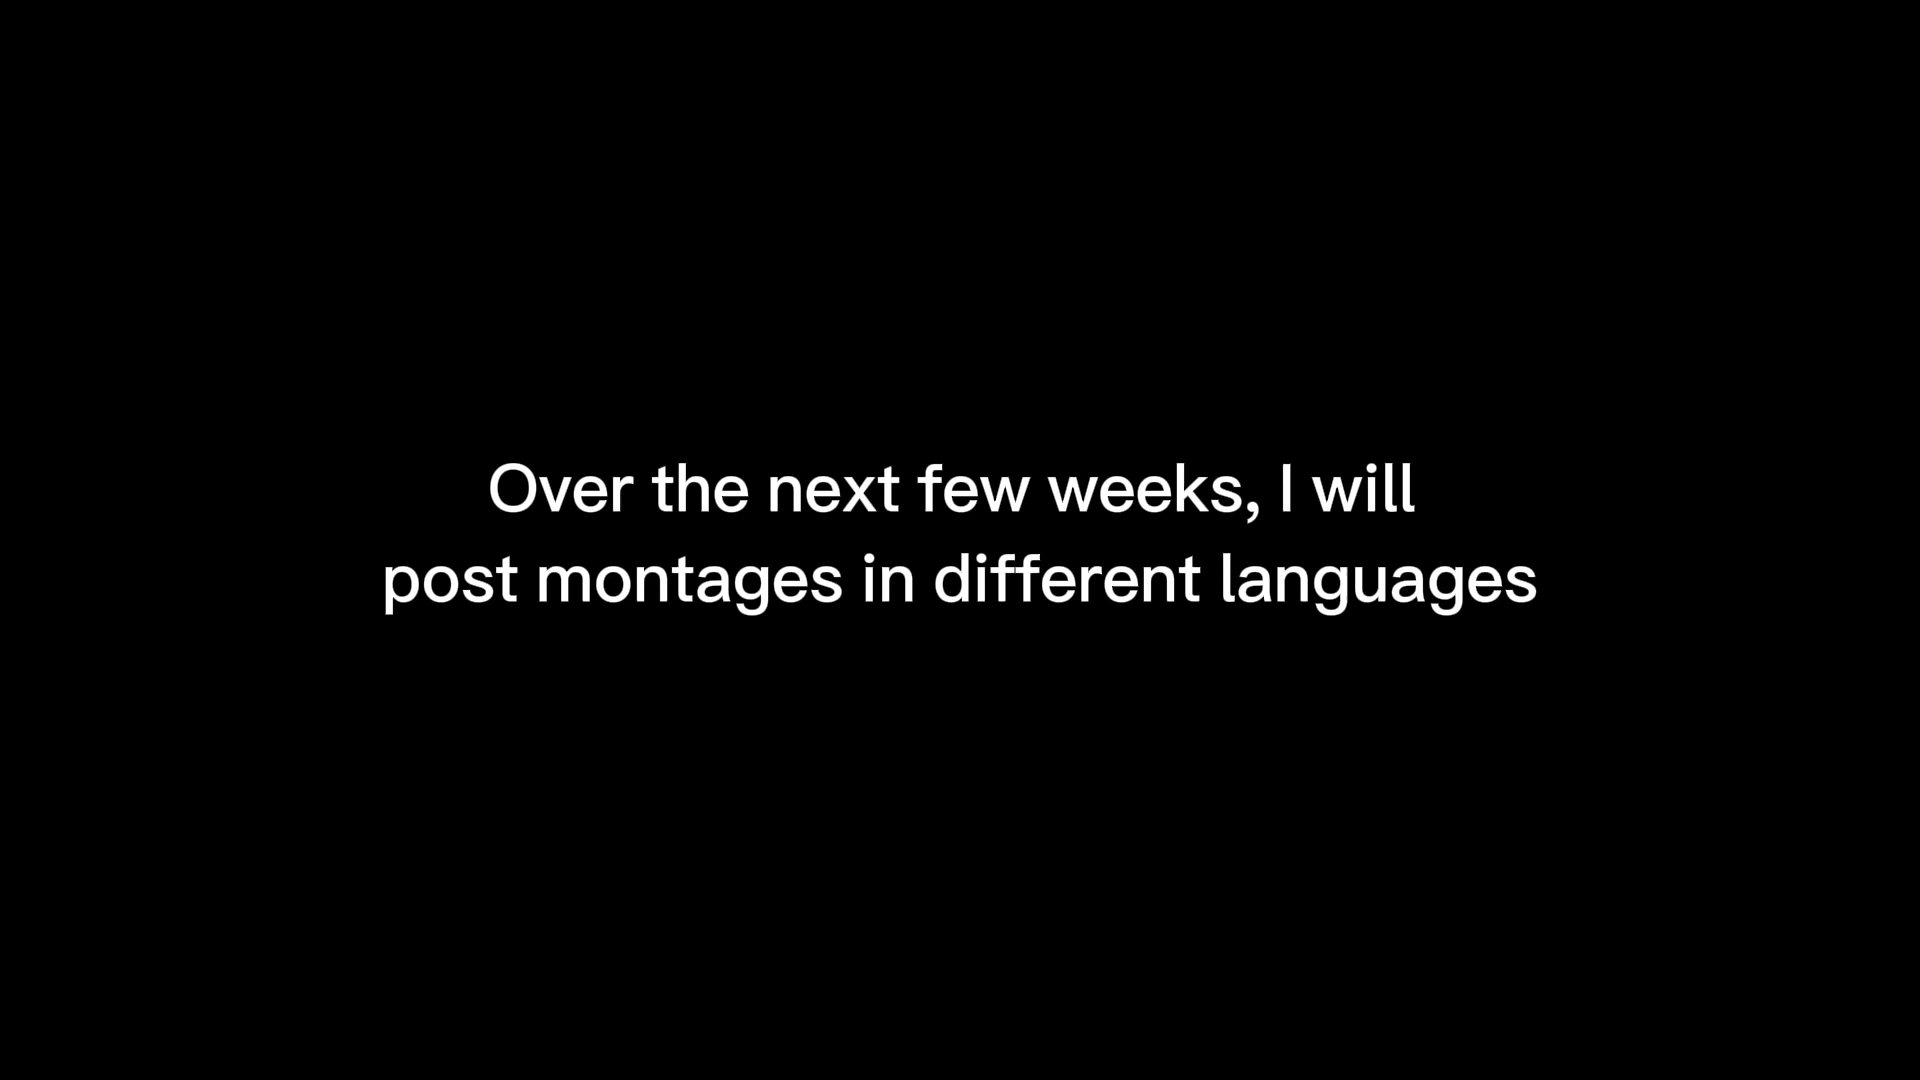 Over the next few weeks, I will
post montages in different languages